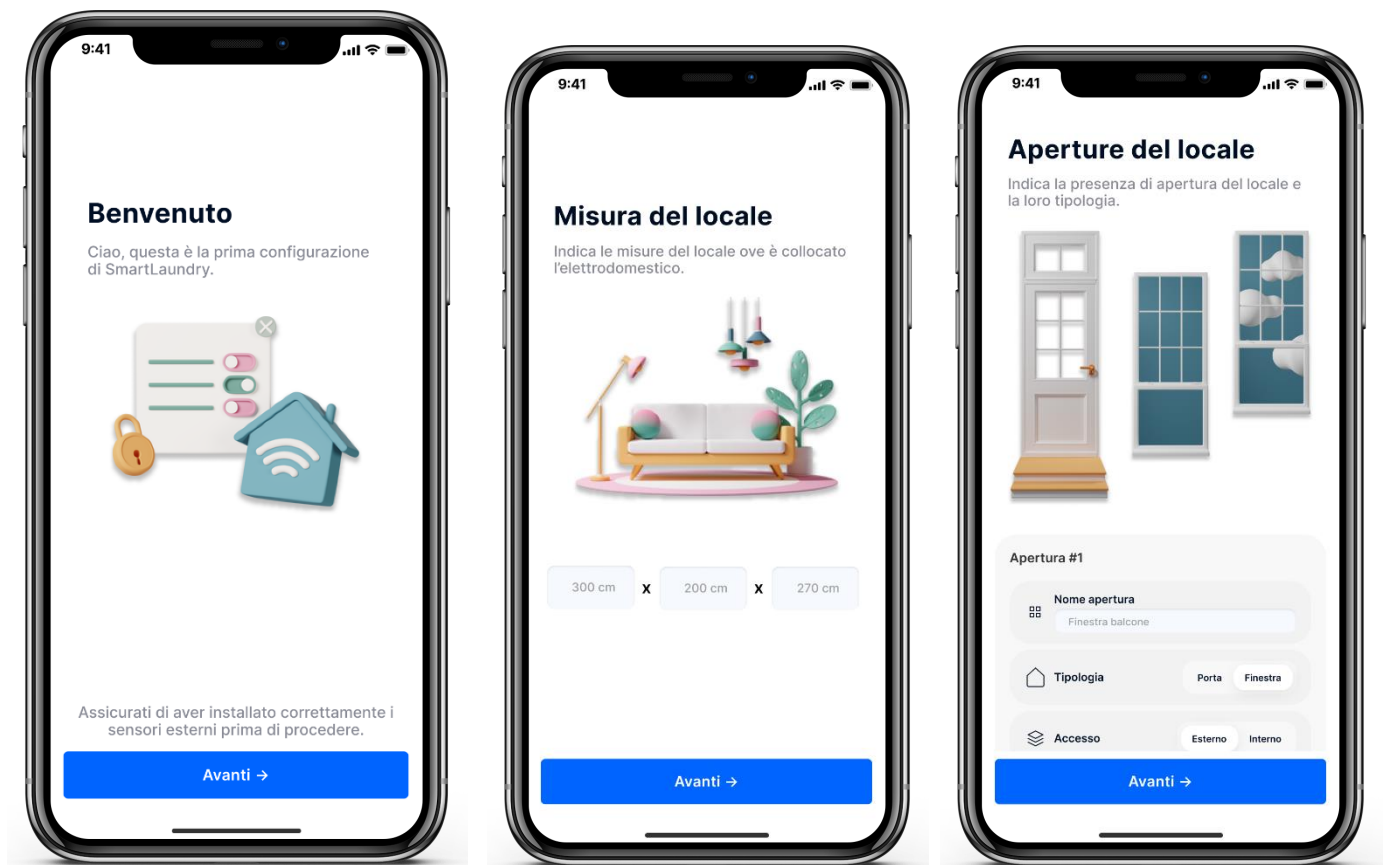 9:41
Benvenuto
Ciao, questa è la prima configurazione
di SmartLaundry.
Assicurati di aver installato correttamente i
sensori esterni prima di procedere.
Avanti →
9:41
Misura del locale
Indica le misure del locale ove è collocato
l'elettrodomestico.
300 cm X 200 cm X 270 cm
Avanti →
9:41
Aperture del locale
Indica la presenza di apertura del locale e
la loro tipologia.
Apertura #1
Nome apertura
Finestra balcone
Tipologia Porta Finestra
Accesso Esterno Interno
Avanti →